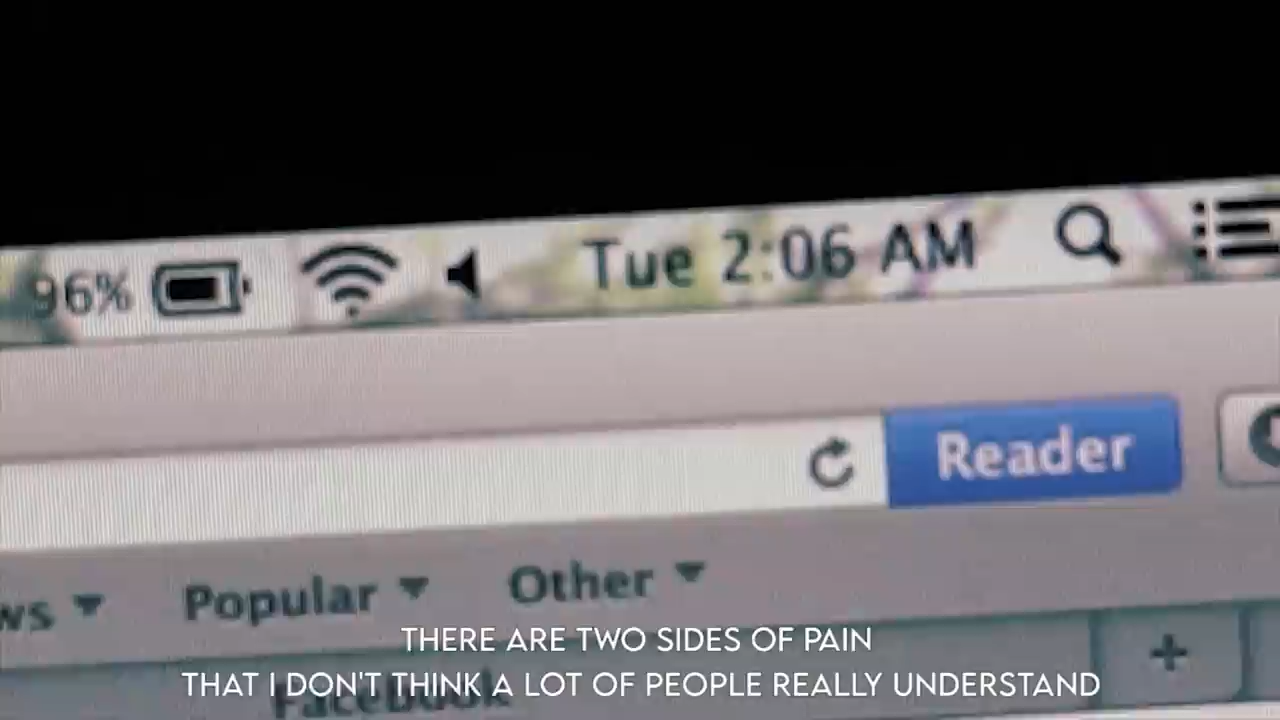 96%
Tue 2:06 AM
Reader
Popular
Other
THERE ARE TWO SIDES OF PAIN
Facebook
THAT I DON'T THINK A LOT OF PEOPLE REALLY UNDERSTAND